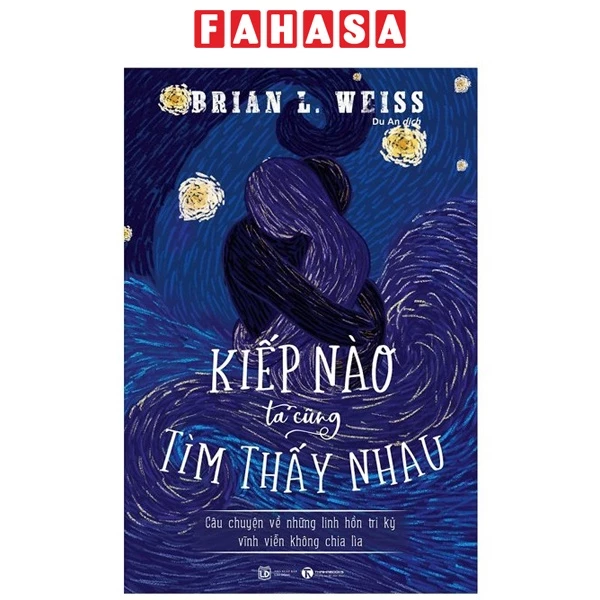 FAHASA
BRIAN L. WEISS
Du An dịch
KIẾP NÀO
ta cũng
TÌM THẤY NHAU
Câu chuyện về những linh hồn tri kỷ
vĩnh viễn không chia lìa